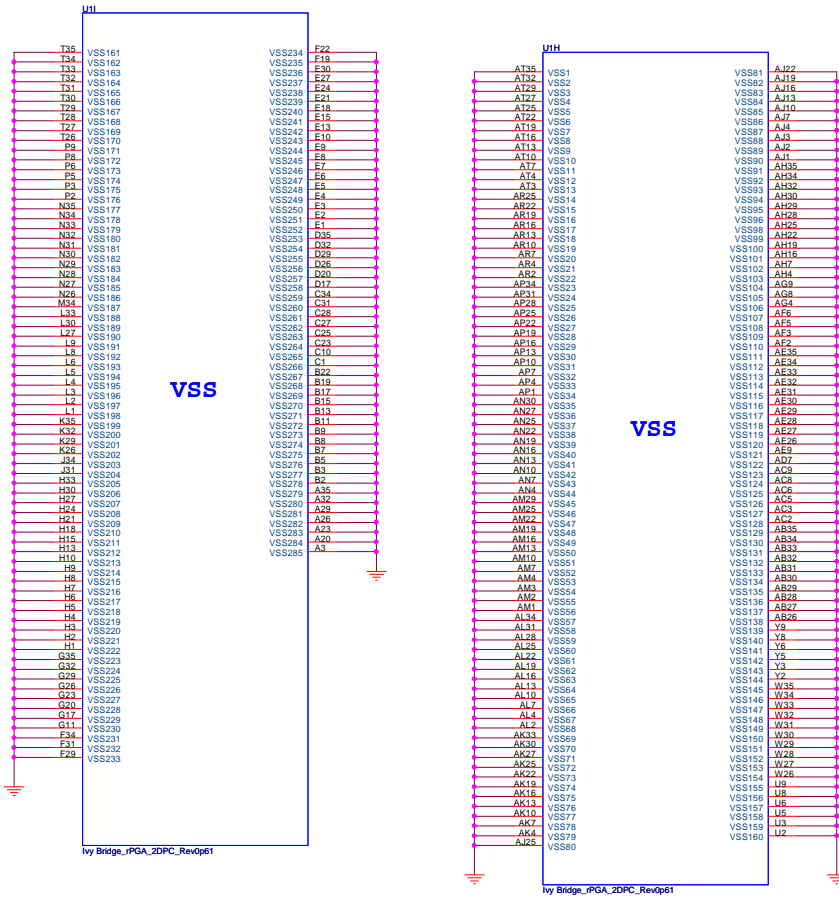 U1I
T35 VSS161
T34 VSS162
T33 VSS163
T32 VSS164
T31 VSS165
T30 VSS166
T29 VSS167
T28 VSS168
T27 VSS169
T26 VSS170
P9 VSS171
P8 VSS172
P6 VSS173
P5 VSS174
P3 VSS175
P2 VSS176
N35 VSS177
N34 VSS178
N33 VSS179
N32 VSS180
N31 VSS181
N30 VSS182
N29 VSS183
N28 VSS184
N27 VSS185
N26 VSS186
M34 VSS187
L33 VSS188
L30 VSS189
L27 VSS190
L9 VSS191
L8 VSS192
L6 VSS193
L5 VSS194
L4 VSS195
L3 VSS196
L2 VSS197
L1 VSS198
K35 VSS199
K32 VSS200
K29 VSS201
K26 VSS202
J34 VSS203
J31 VSS204
H33 VSS205
H30 VSS206
H27 VSS207
H24 VSS208
H21 VSS209
H18 VSS210
H15 VSS211
H13 VSS212
H10 VSS213
H9 VSS214
H8 VSS215
H7 VSS216
H6 VSS217
H5 VSS218
H4 VSS219
H3 VSS220
H2 VSS221
H1 VSS222
G35 VSS223
G32 VSS224
G29 VSS225
G26 VSS226
G23 VSS227
G20 VSS228
G17 VSS229
G11 VSS230
F34 VSS231
F31 VSS232
F29 VSS233
VSS
VSS234 F22
VSS235 F19
VSS236 E30
VSS237 E27
VSS238 E24
VSS239 E21
VSS240 E18
VSS241 E15
VSS242 E13
VSS243 E10
VSS244 E9
VSS245 E8
VSS246 E7
VSS247 E6
VSS248 E5
VSS249 E4
VSS250 E3
VSS251 E2
VSS252 E1
VSS253 D35
VSS254 D32
VSS255 D29
VSS256 D26
VSS257 D20
VSS258 D17
VSS259 C34
VSS260 C31
VSS261 C28
VSS262 C27
VSS263 C25
VSS264 C23
VSS265 C10
VSS266 C1
VSS267 B22
VSS268 B19
VSS269 B17
VSS270 B15
VSS271 B13
VSS272 B11
VSS273 B9
VSS274 B8
VSS275 B7
VSS276 B5
VSS277 B3
VSS278 B2
VSS279 A35
VSS280 A32
VSS281 A29
VSS282 A26
VSS283 A23
VSS284 A20
VSS285 A3
Ivy Bridge_rPGA_2DPC_Rev0p61
U1H
AT35 VSS1
AT32 VSS2
AT29 VSS3
AT27 VSS4
AT25 VSS5
AT22 VSS6
AT19 VSS7
AT16 VSS8
AT13 VSS9
AT10 VSS10
AT7 VSS11
AT4 VSS12
AT3 VSS13
AR25 VSS14
AR22 VSS15
AR19 VSS16
AR16 VSS17
AR13 VSS18
AR10 VSS19
AR7 VSS20
AR4 VSS21
AR2 VSS22
AP34 VSS23
AP31 VSS24
AP28 VSS25
AP25 VSS26
AP22 VSS27
AP19 VSS28
AP16 VSS29
AP13 VSS30
AP10 VSS31
AP7 VSS32
AP4 VSS33
AP1 VSS34
AN30 VSS35
AN27 VSS36
AN25 VSS37
AN22 VSS38
AN19 VSS39
AN16 VSS40
AN13 VSS41
AN10 VSS42
AN7 VSS43
AN4 VSS44
AM29 VSS45
AM25 VSS46
AM22 VSS47
AM19 VSS48
AM16 VSS49
AM13 VSS50
AM10 VSS51
AM7 VSS52
AM4 VSS53
AM3 VSS54
AM2 VSS55
AM1 VSS56
AL34 VSS57
AL31 VSS58
AL28 VSS59
AL25 VSS60
AL22 VSS61
AL19 VSS62
AL16 VSS63
AL13 VSS64
AL10 VSS65
AL7 VSS66
AL4 VSS67
AL2 VSS68
AK33 VSS69
AK30 VSS70
AK27 VSS71
AK25 VSS72
AK22 VSS73
AK19 VSS74
AK16 VSS75
AK13 VSS76
AK10 VSS77
AK7 VSS78
AK4 VSS79
AJ25 VSS80
VSS
VSS81 AJ22
VSS82 AJ19
VSS83 AJ16
VSS84 AJ13
VSS85 AJ10
VSS86 AJ7
VSS87 AJ4
VSS88 AJ3
VSS89 AJ2
VSS90 AJ1
VSS91 AH35
VSS92 AH34
VSS93 AH32
VSS94 AH30
VSS95 AH29
VSS96 AH28
VSS98 AH25
VSS99 AH22
VSS100 AH19
VSS101 AH16
VSS102 AH7
VSS103 AH4
VSS104 AG9
VSS105 AG8
VSS106 AG4
VSS107 AF6
VSS108 AF5
VSS109 AF3
VSS110 AF2
VSS111 AE35
VSS112 AE34
VSS113 AE33
VSS114 AE32
VSS115 AE31
VSS116 AE30
VSS117 AE29
VSS118 AE28
VSS119 AE27
VSS120 AE26
VSS121 AE9
VSS122 AD7
VSS123 AC9
VSS124 AC8
VSS125 AC6
VSS126 AC5
VSS127 AC3
VSS128 AC2
VSS129 AB35
VSS130 AB34
VSS131 AB33
VSS132 AB32
VSS133 AB31
VSS134 AB30
VSS135 AB29
VSS136 AB28
VSS137 AB27
VSS138 AB26
VSS139 Y9
VSS140 Y8
VSS141 Y6
VSS142 Y5
VSS143 Y3
VSS144 Y2
VSS145 W35
VSS146 W34
VSS147 W33
VSS148 W32
VSS149 W31
VSS150 W30
VSS151 W29
VSS152 W28
VSS153 W27
VSS154 W26
VSS155 U9
VSS156 U8
VSS157 U6
VSS158 U5
VSS159 U3
VSS160 U2
Ivy Bridge_rPGA_2DPC_Rev0p61